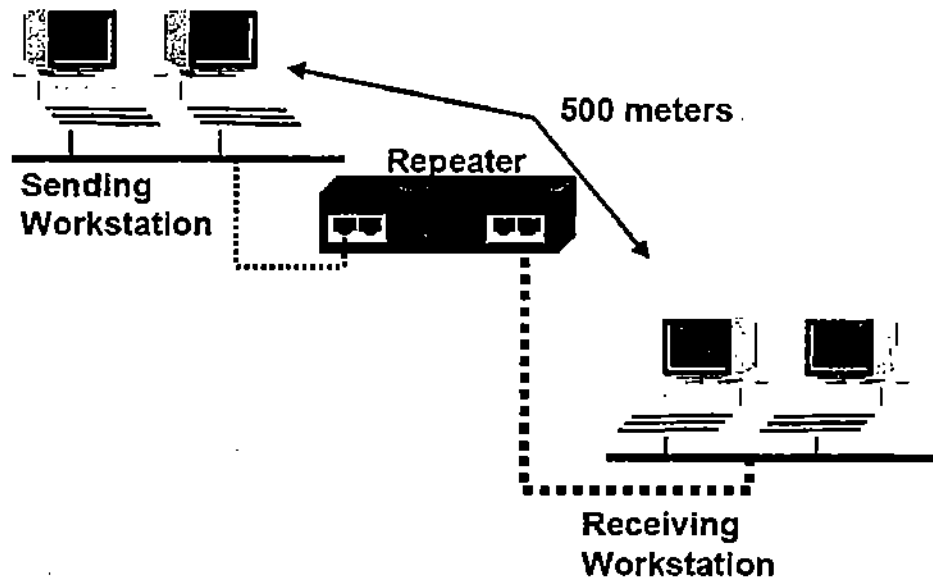 500 meters
Repeater
Sending
Workstation
Receiving
Workstation